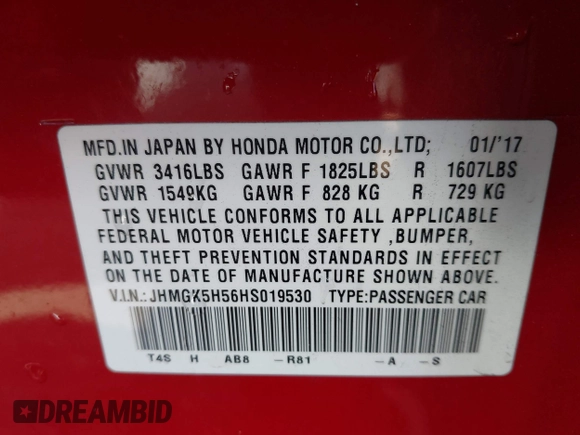 MFD.IN JAPAN BY HONDA MOTOR CO.,LTD; 01/'17
GVWR 3416LBS GAWR F 1825LBS R 1607LBS
GVWR 1549KG GAWR F 828 KG R 729 KG
THIS VEHICLE CONFORMS TO ALL APPLICABLE
FEDERAL MOTOR VEHICLE SAFETY ,BUMPER,
AND THEFT PREVENTION STANDARDS IN EFFECT
ON THE DATE OF MANUFACTURE SHOWN ABOVE.
V.I.N.: JHMGK5H56HS019530 TYPE:PASSENGER CAR
T4S H AB8 -R81 -A -S
DREAMBID